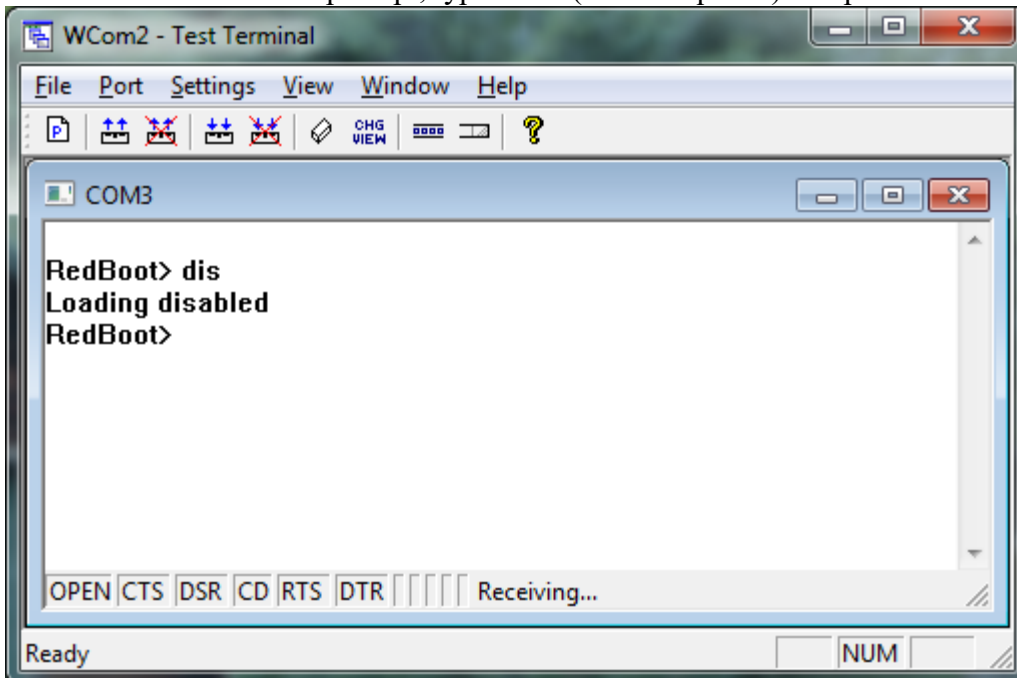 WCom2 - Test Terminal
File Port Settings View Window Help
P CHG VIEW ?
COM3
RedBoot> dis
Loading disabled
RedBoot>
OPEN CTS DSR CD RTS DTR Receiving...
Ready NUM